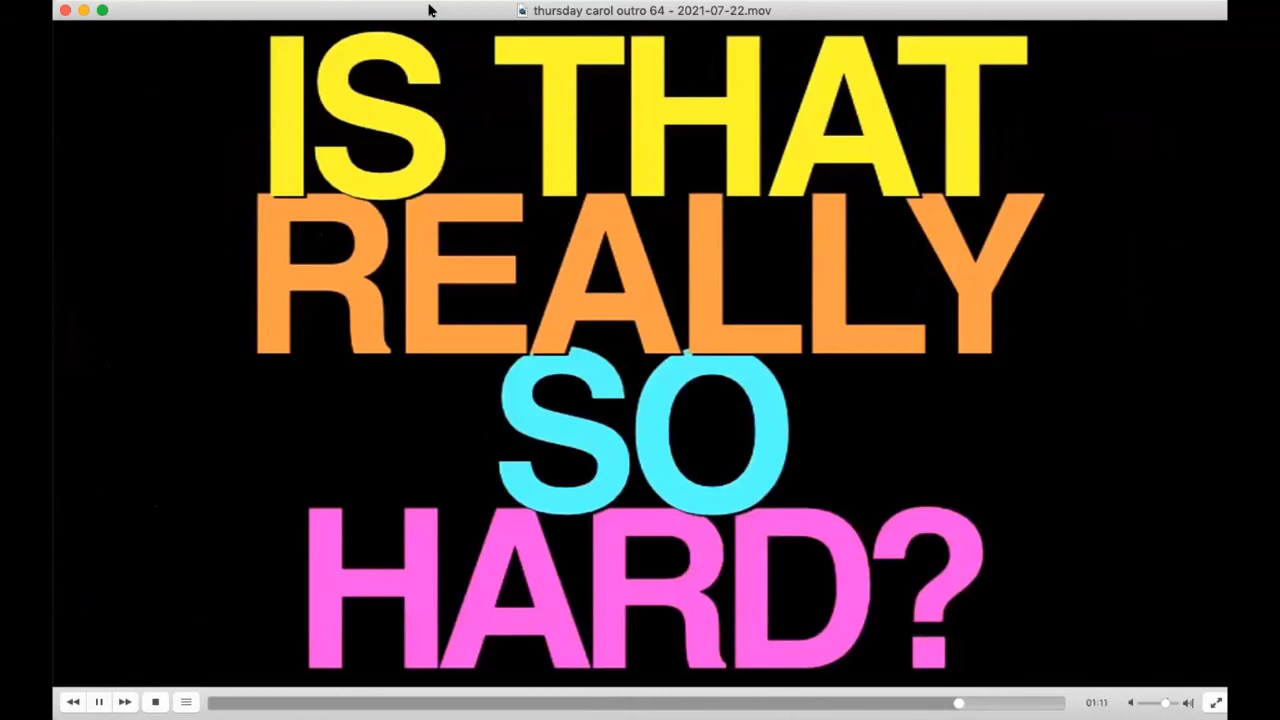 thursday carol outro 64 - 2021-07-22.mov
IS THAT
REALLY
SO
HARD?
01:11